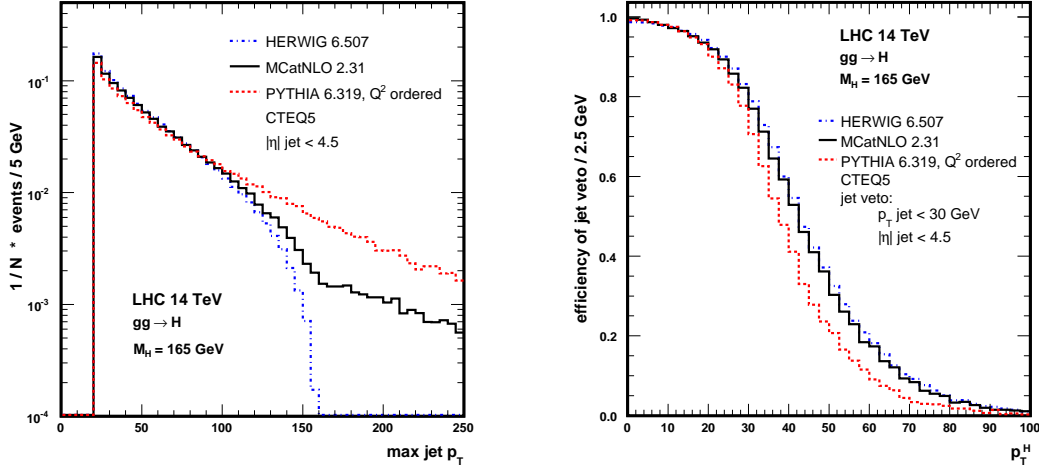 HERWIG 6.507
MCatNLO 2.31
PYTHIA 6.319, Q² ordered
CTEQ5
|η| jet < 4.5
LHC 14 TeV
gg → H
M_H = 165 GeV
1 / N * events / 5 GeV
10⁻¹
10⁻²
10⁻³
10⁻⁴
0 50 100 150 200 250
max jet p_T
LHC 14 TeV
gg → H
M_H = 165 GeV
HERWIG 6.507
MCatNLO 2.31
PYTHIA 6.319, Q² ordered
CTEQ5
jet veto:
p_T jet < 30 GeV
|η| jet < 4.5
efficiency of jet veto / 2.5 GeV
1.0
0.8
0.6
0.4
0.2
0.0
0 10 20 30 40 50 60 70 80 90 100
p_T^H